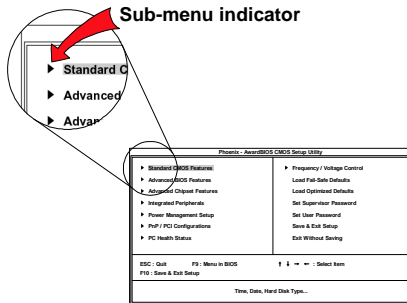 Sub-menu indicator
Standard C
Advanced
Advan
Phoenix - AwardBIOS CMOS Setup Utility
Standard CMOS Features
Advanced BIOS Features
Advanced Chipset Features
Integrated Peripherals
Power Management Setup
PnP / PCI Configurations
PC Health Status
Frequency / Voltage Control
Load Fail-Safe Defaults
Load Optimized Defaults
Set Supervisor Password
Set User Password
Save & Exit Setup
Exit Without Saving
ESC : Quit F9 : Menu in BIOS ↑ ↓ → ← : Select Item
F10 : Save & Exit Setup
Time, Date, Hard Disk Type...